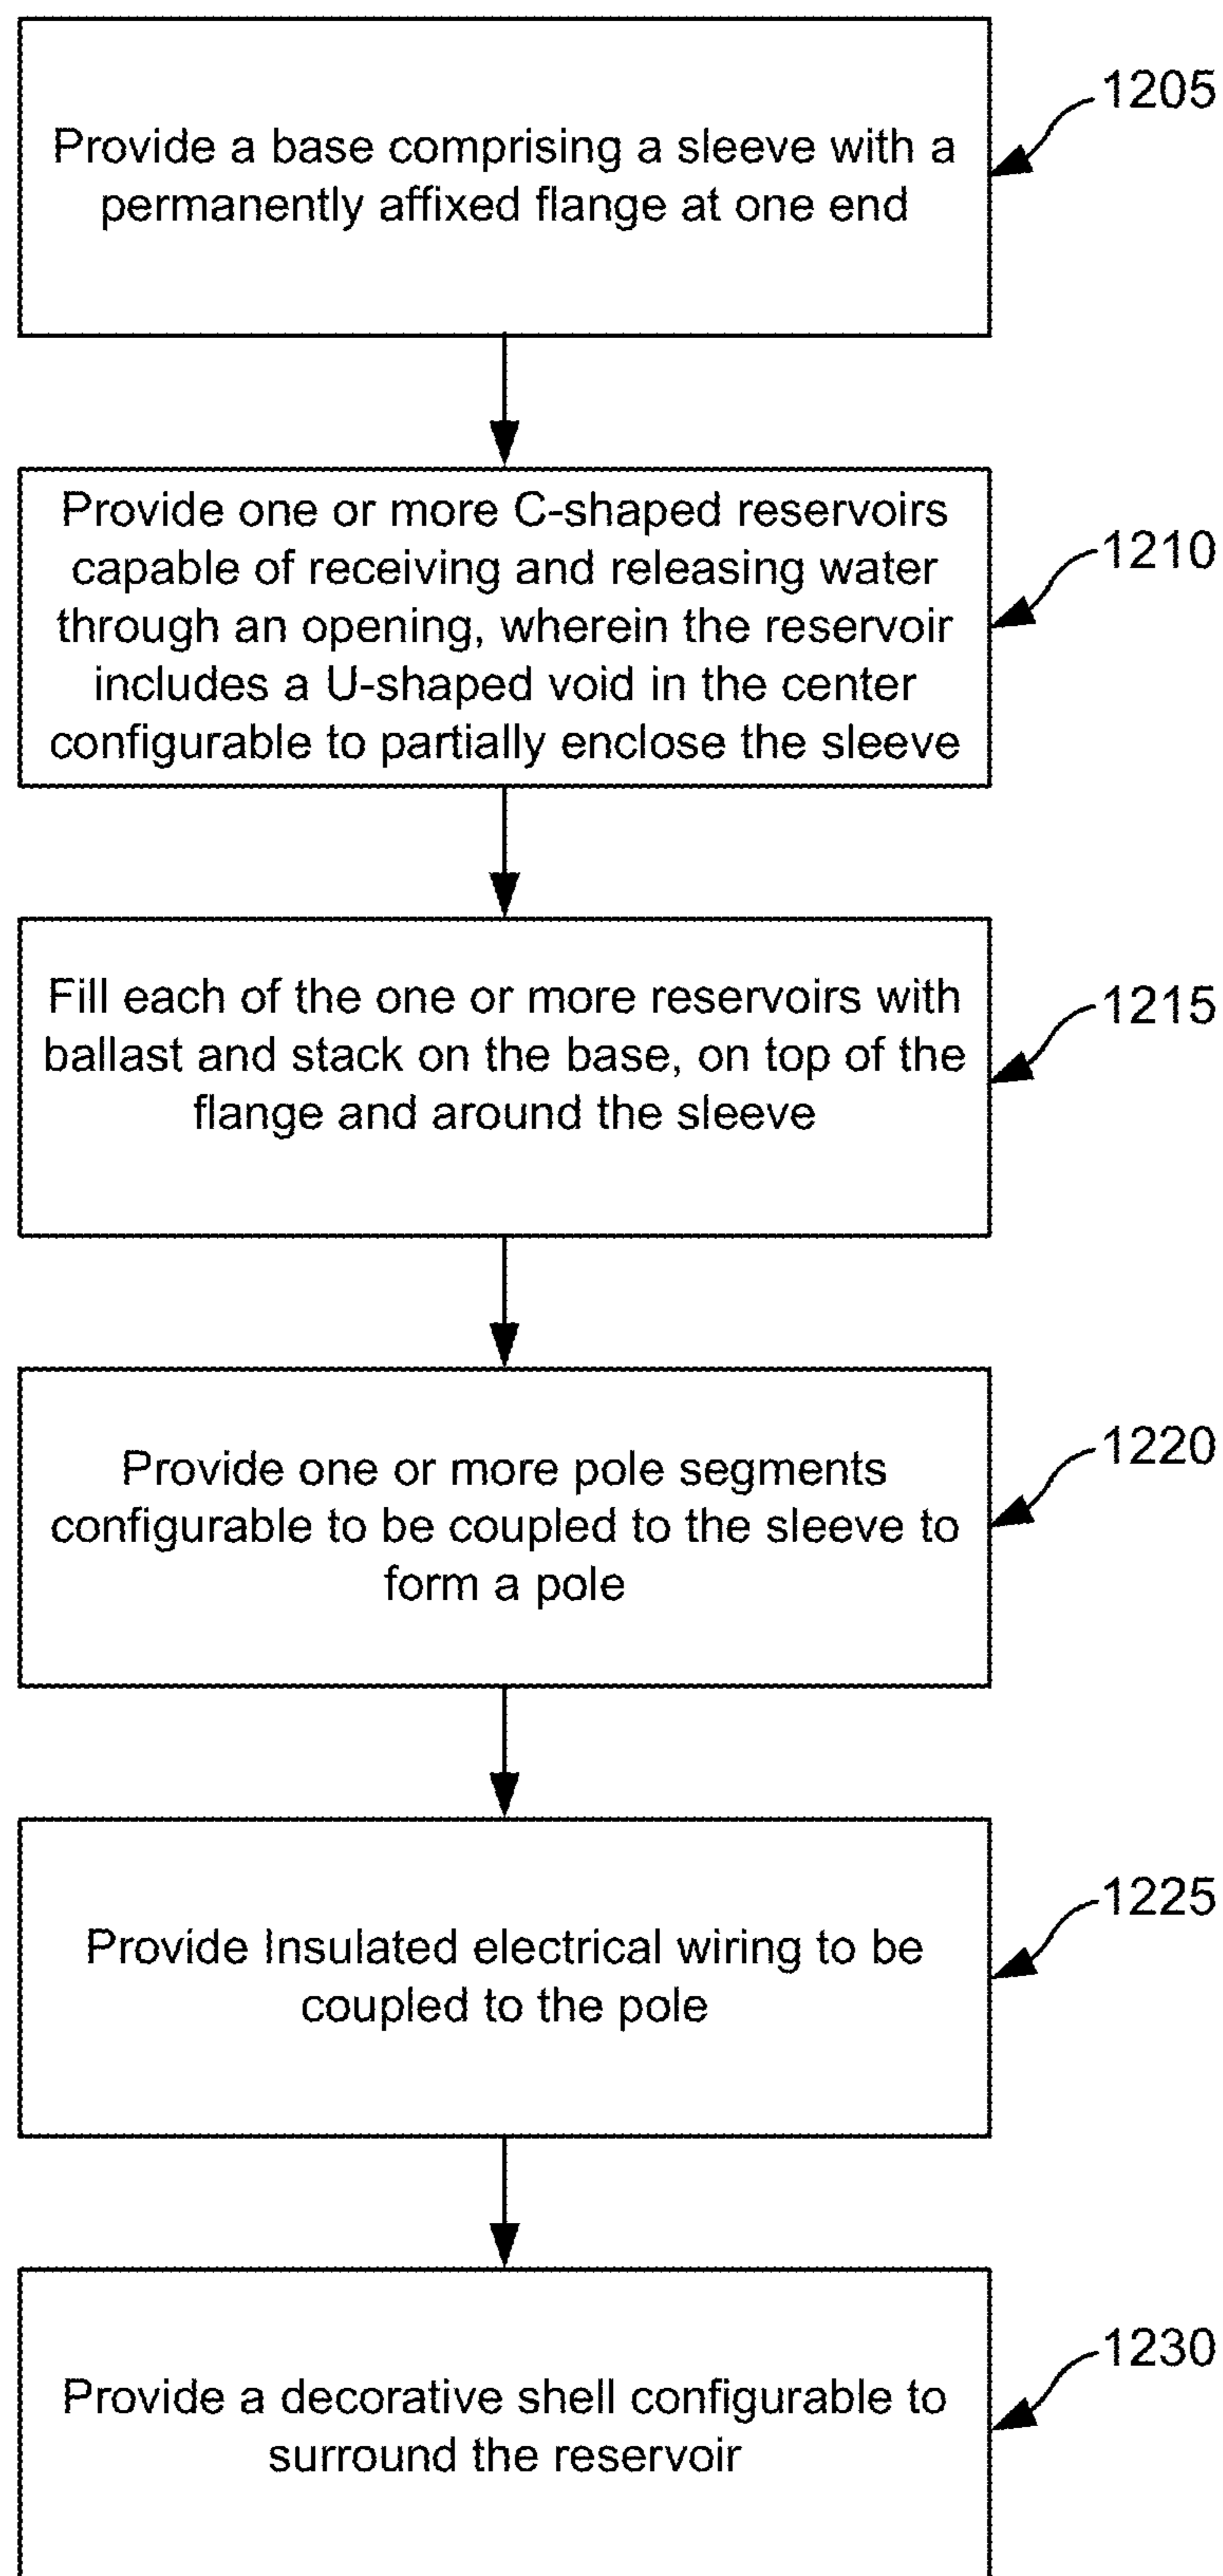 Provide a base comprising a sleeve with a
permanently affixed flange at one end
1205
Provide one or more C-shaped reservoirs
capable of receiving and releasing water
through an opening, wherein the reservoir
includes a U-shaped void in the center
configurable to partially enclose the sleeve
1210
Fill each of the one or more reservoirs with
ballast and stack on the base, on top of the
flange and around the sleeve
1215
Provide one or more pole segments
configurable to be coupled to the sleeve to
form a pole
1220
Provide Insulated electrical wiring to be
coupled to the pole
1225
Provide a decorative shell configurable to
surround the reservoir
1230